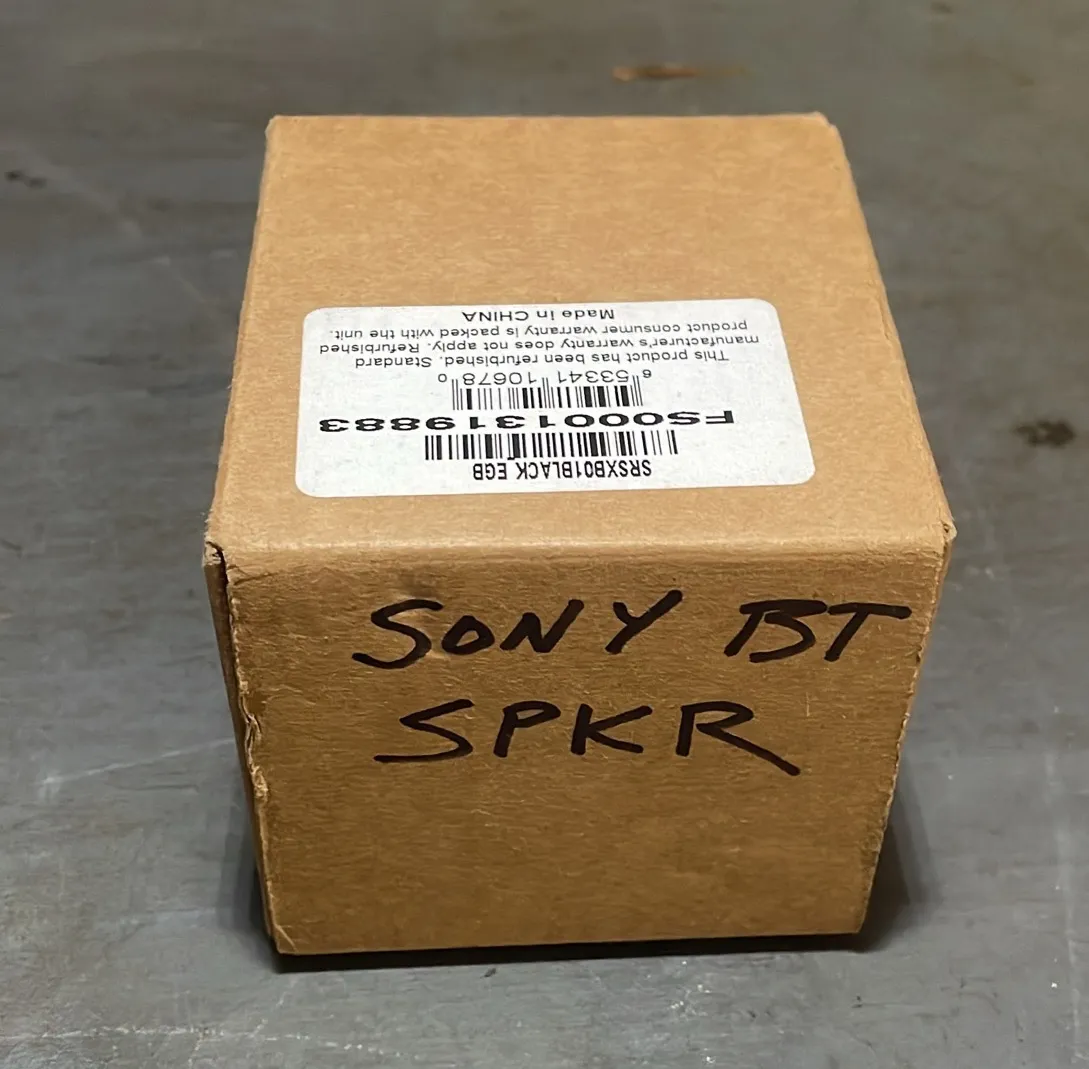 SRSXB01BLACK EGB
FS0001319883
6 53341 10678 0
This product has been refurbished. Standard
manufacturer's warranty does not apply. Refurbished
product consumer warranty is packed with the unit.
Made in CHINA
SONY BT
SPKR